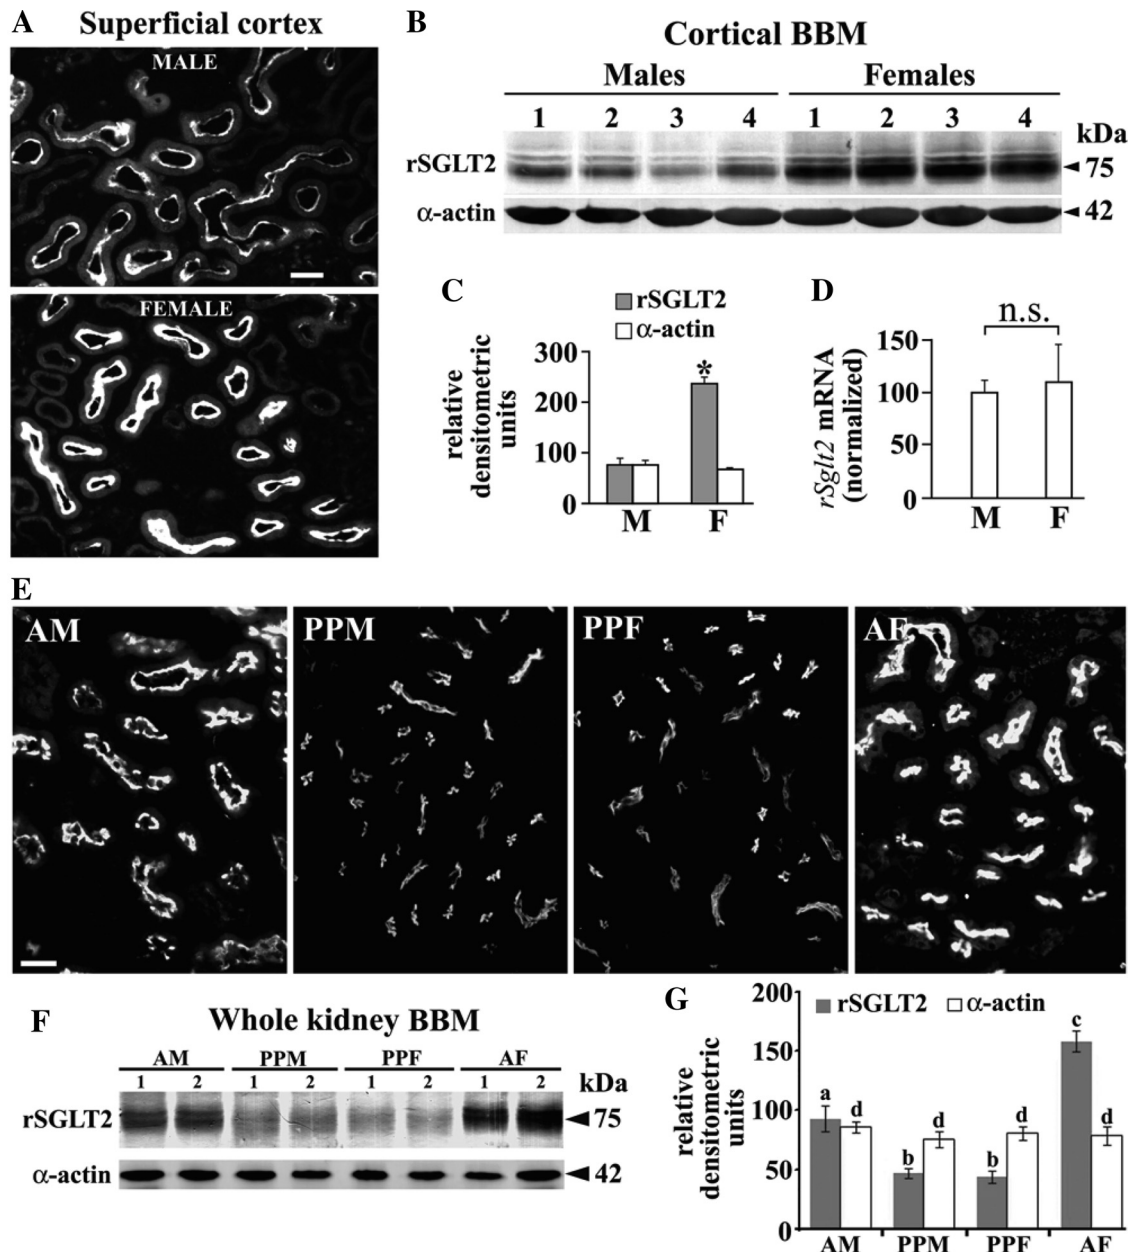 A Superficial cortex
MALE
FEMALE
B
Cortical BBM
Males Females
1 2 3 4 1 2 3 4
kDa
rSGLT2 75
α-actin 42
C
rSGLT2
α-actin
relative
densitometric
units
300
200
100
0
*
M F
D
n.s.
rSglt2 mRNA
(normalized)
150
100
50
0
M F
E
AM PPM PPF AF
F
Whole kidney BBM
AM PPM PPF AF
1 2 1 2 1 2 1 2
kDa
rSGLT2 75
α-actin 42
G
rSGLT2 α-actin
relative
densitometric
units
200
150
100
50
0
a d b d b d c d
AM PPM PPF AF